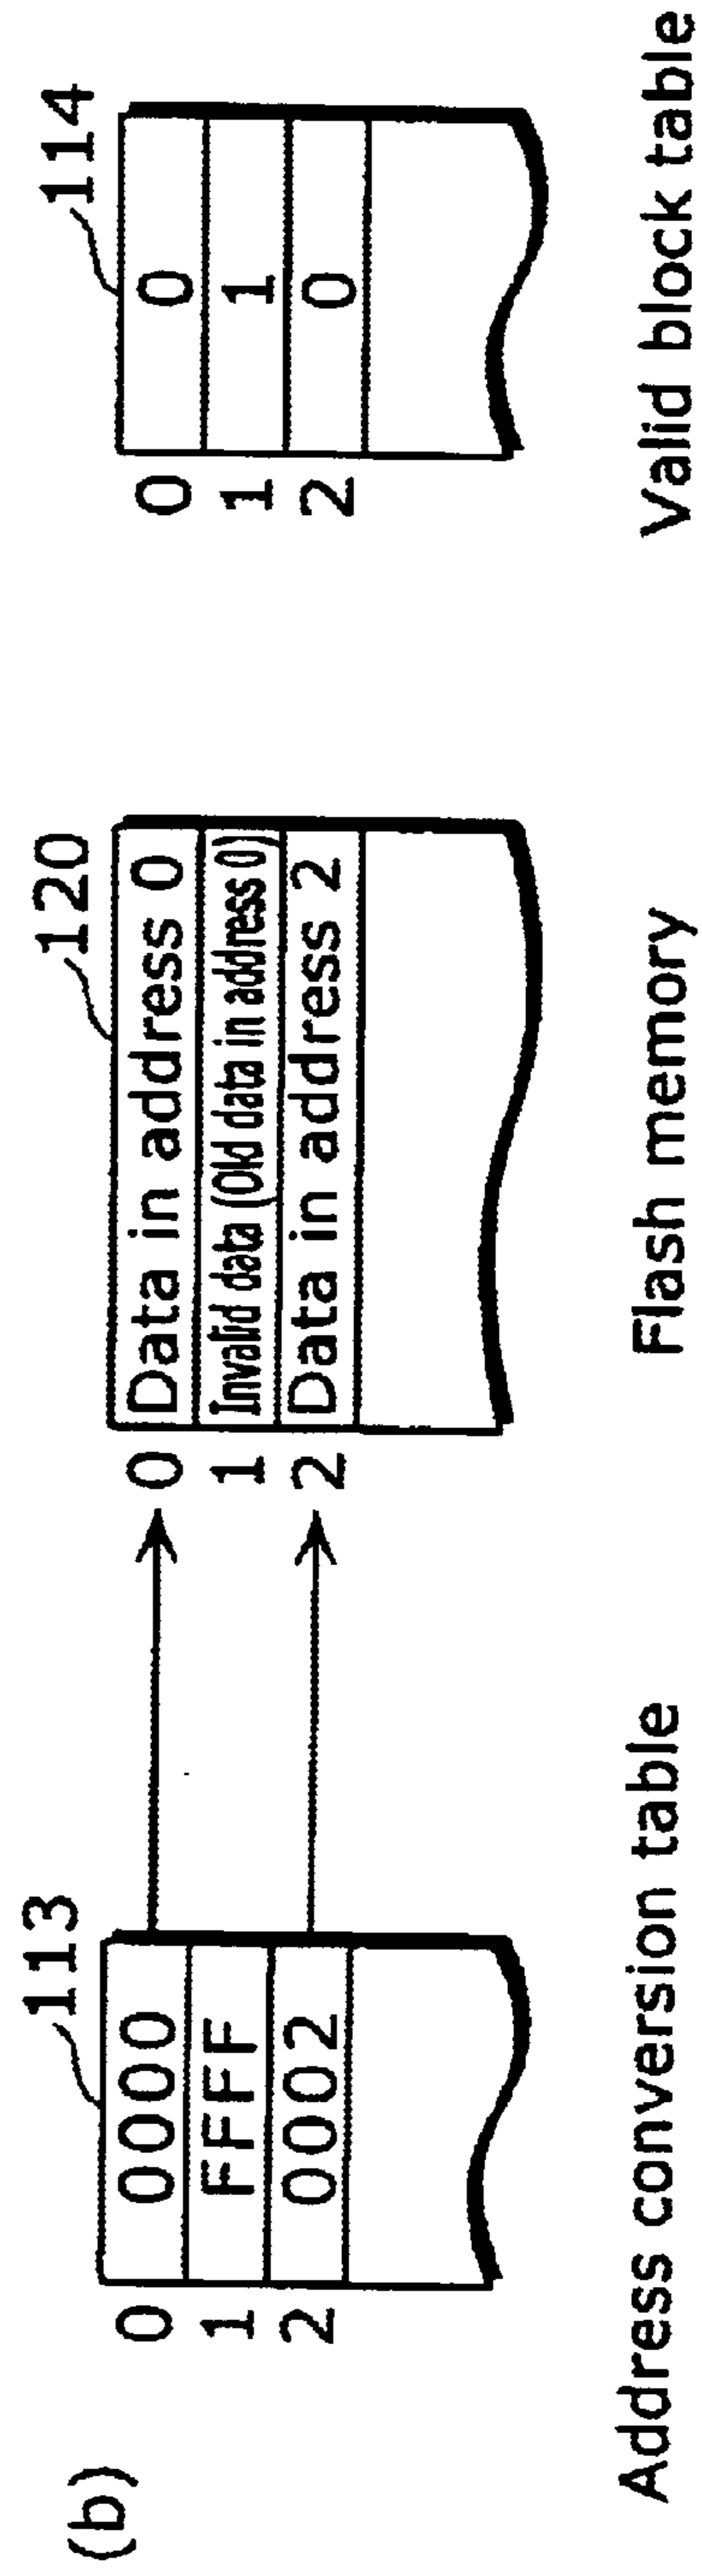 (b)
113
120
114
0 0000
1 FFFF
2 0002
0 Data in address 0
1 Invalid data (Old data in address 0)
2 Data in address 2
0 0
1 1
2 0
Address conversion table
Flash memory
Valid block table